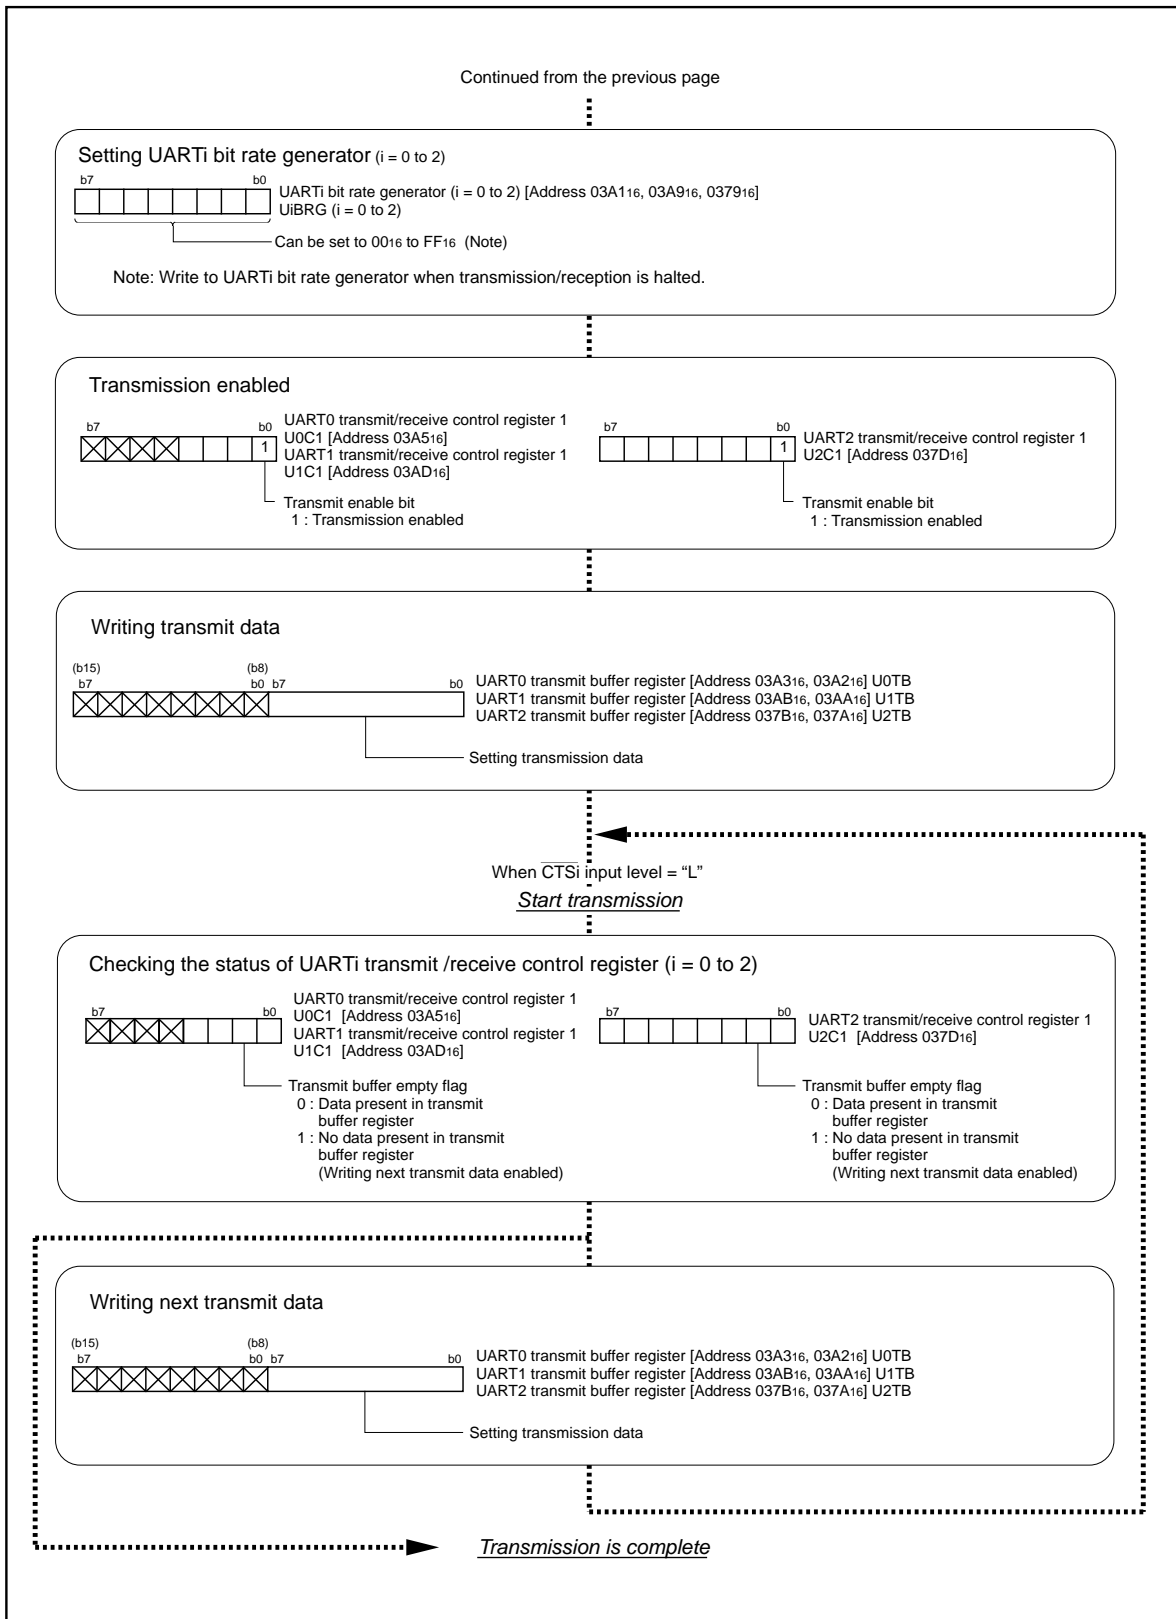 Continued from the previous page
Setting UARTi bit rate generator (i = 0 to 2)
b7 b0
UARTi bit rate generator (i = 0 to 2) [Address 03A116, 03A916, 037916]
UiBRG (i = 0 to 2)
Can be set to 0016 to FF16 (Note)
Note: Write to UARTi bit rate generator when transmission/reception is halted.
Transmission enabled
b7 b0
1
UART0 transmit/receive control register 1
U0C1 [Address 03A516]
UART1 transmit/receive control register 1
U1C1 [Address 03AD16]
Transmit enable bit
1 : Transmission enabled
b7 b0
1
UART2 transmit/receive control register 1
U2C1 [Address 037D16]
Transmit enable bit
1 : Transmission enabled
Writing transmit data
(b15) (b8)
b7 b0 b7 b0
UART0 transmit buffer register [Address 03A316, 03A216] U0TB
UART1 transmit buffer register [Address 03AB16, 03AA16] U1TB
UART2 transmit buffer register [Address 037B16, 037A16] U2TB
Setting transmission data
When CTSi input level = “L”
Start transmission
Checking the status of UARTi transmit /receive control register (i = 0 to 2)
b7 b0
UART0 transmit/receive control register 1
U0C1 [Address 03A516]
UART1 transmit/receive control register 1
U1C1 [Address 03AD16]
Transmit buffer empty flag
0 : Data present in transmit
buffer register
1 : No data present in transmit
buffer register
(Writing next transmit data enabled)
b7 b0
UART2 transmit/receive control register 1
U2C1 [Address 037D16]
Transmit buffer empty flag
0 : Data present in transmit
buffer register
1 : No data present in transmit
buffer register
(Writing next transmit data enabled)
Writing next transmit data
(b15) (b8)
b7 b0 b7 b0
UART0 transmit buffer register [Address 03A316, 03A216] U0TB
UART1 transmit buffer register [Address 03AB16, 03AA16] U1TB
UART2 transmit buffer register [Address 037B16, 037A16] U2TB
Setting transmission data
Transmission is complete